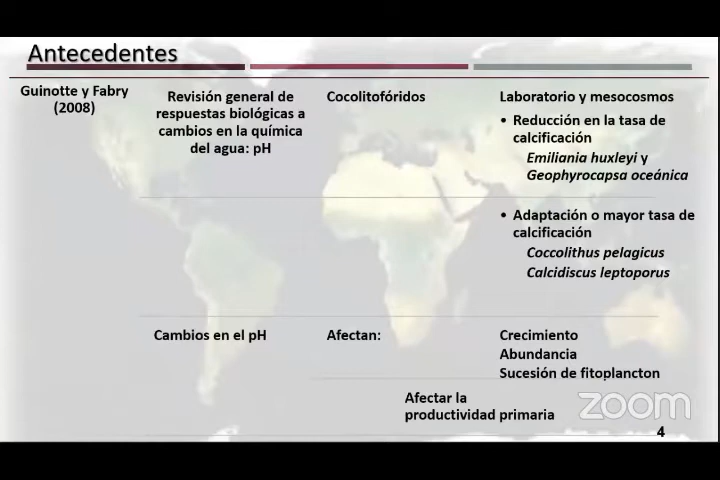 Antecedentes
Guinotte y Fabry
(2008)
Revisión general de
respuestas biológicas a
cambios en la química
del agua: pH
Cocolitofóridos
Laboratorio y mesocosmos
• Reducción en la tasa de
calcificación
Emiliania huxleyi y
Geophyrocapsa oceánica
• Adaptación o mayor tasa de
calcificación
Coccolithus pelagicus
Calcidiscus leptoporus
Cambios en el pH
Afectan:
Crecimiento
Abundancia
Sucesión de fitoplancton
Afectar la
productividad primaria
zoom
4